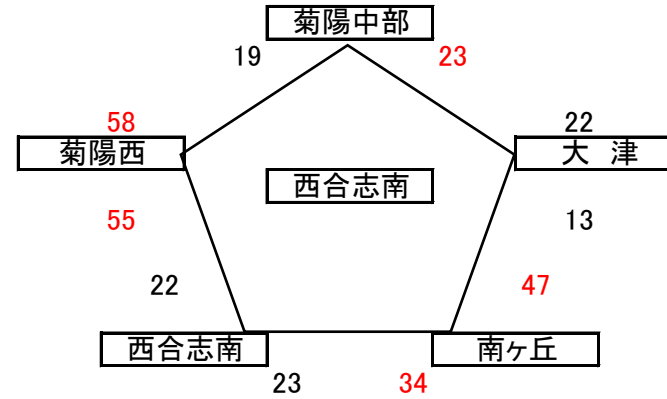 菊陽中部
19 23
58 22
菊陽西 大 津
西合志南
55 13
22 47
西合志南 南ヶ丘
23 34